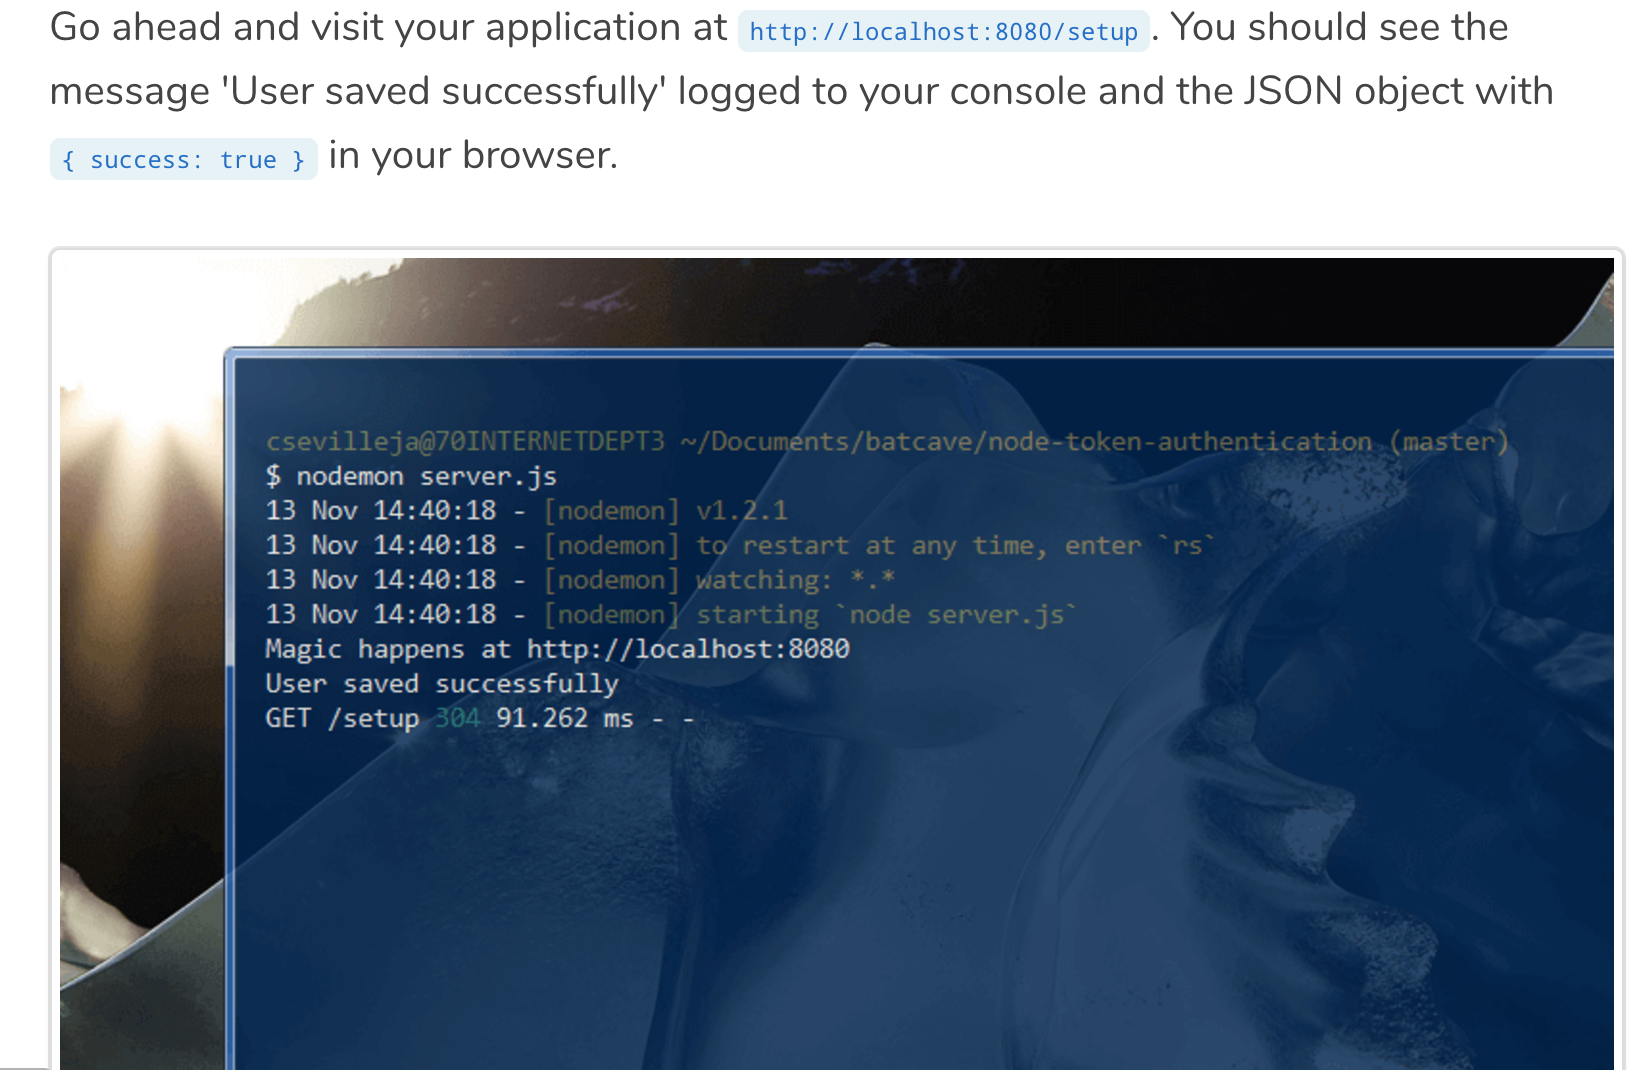 Go ahead and visit your application at http://localhost:8080/setup. You should see the
message 'User saved successfully' logged to your console and the JSON object with
{ success: true } in your browser.
csevilleja@70INTERNETDEPT3 ~/Documents/batcave/node-token-authentication (master)
$ nodemon server.js
13 Nov 14:40:18 - [nodemon] v1.2.1
13 Nov 14:40:18 - [nodemon] to restart at any time, enter `rs`
13 Nov 14:40:18 - [nodemon] watching: *.*
13 Nov 14:40:18 - [nodemon] starting `node server.js`
Magic happens at http://localhost:8080
User saved successfully
GET /setup 304 91.262 ms - -